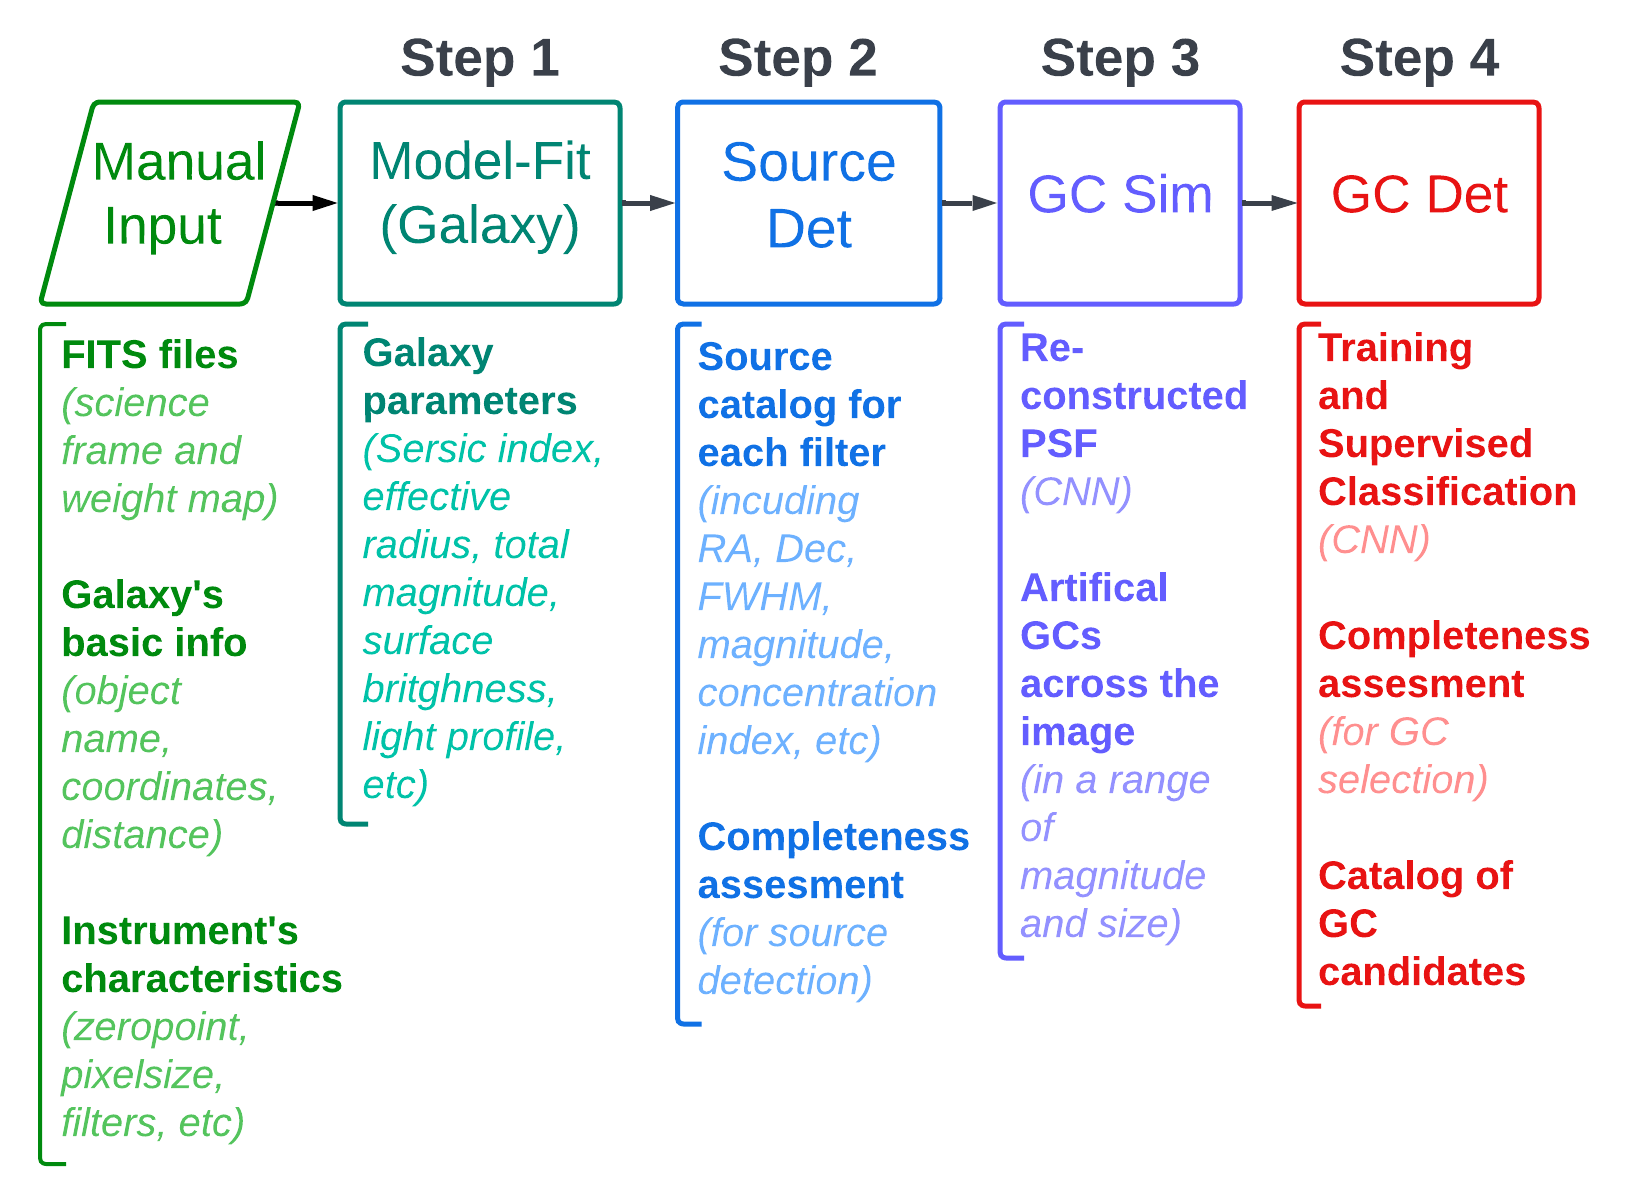 Step 1
Step 2
Step 3
Step 4
Manual
Input
Model-Fit
(Galaxy)
Source
Det
GC Sim
GC Det
FITS files
(science
frame and
weight map)
Galaxy's
basic info
(object
name,
coordinates,
distance)
Instrument's
characteristics
(zeropoint,
pixelsize,
filters, etc)
Galaxy
parameters
(Sersic index,
effective
radius, total
magnitude,
surface
britghness,
light profile,
etc)
Source
catalog for
each filter
(incuding
RA, Dec,
FWHM,
magnitude,
concentration
index, etc)
Completeness
assesment
(for source
detection)
Re-
constructed
PSF
(CNN)
Artifical
GCs
across the
image
(in a range
of
magnitude
and size)
Training
and
Supervised
Classification
(CNN)
Completeness
assesment
(for GC
selection)
Catalog of
GC
candidates